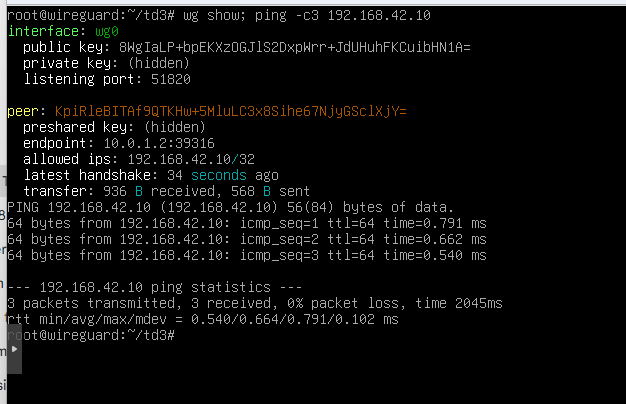 root@wireguard:~/td3# wg show; ping -c3 192.168.42.10
interface: wg0
  public key: 8WgIaLP+bpEKXzOGJlS2DxpWrr+JdUHuhFKCuibHN1A=
  private key: (hidden)
  listening port: 51820

peer: KpiRleBITAf9QTKHw+5MluLC3x8Sihe67NjyGSclXjY=
  preshared key: (hidden)
  endpoint: 10.0.1.2:39316
  allowed ips: 192.168.42.10/32
  latest handshake: 34 seconds ago
  transfer: 936 B received, 568 B sent
PING 192.168.42.10 (192.168.42.10) 56(84) bytes of data.
64 bytes from 192.168.42.10: icmp_seq=1 ttl=64 time=0.791 ms
64 bytes from 192.168.42.10: icmp_seq=2 ttl=64 time=0.662 ms
64 bytes from 192.168.42.10: icmp_seq=3 ttl=64 time=0.540 ms

--- 192.168.42.10 ping statistics ---
3 packets transmitted, 3 received, 0% packet loss, time 2045ms
rtt min/avg/max/mdev = 0.540/0.664/0.791/0.102 ms
root@wireguard:~/td3#